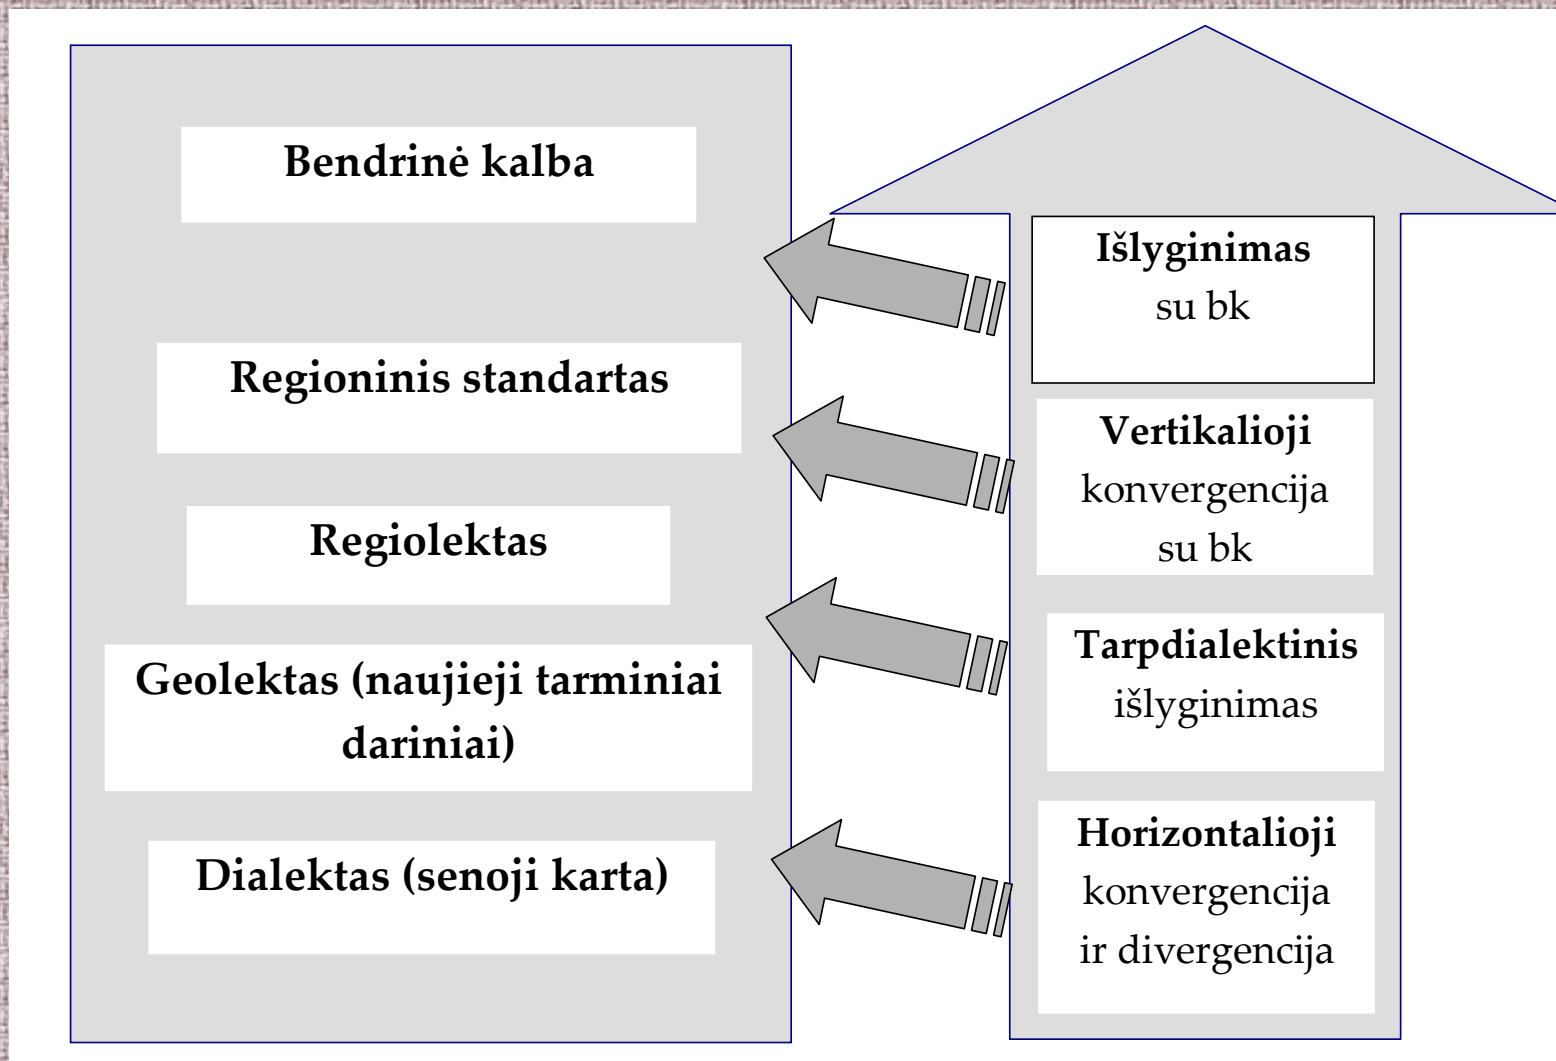 Bendrinė kalba
Regioninis standartas
Regiolektas
Geolektas (naujieji tarminiai
dariniai)
Dialektas (senoji karta)
Išlyginimas
su bk
Vertikalioji
konvergencija
su bk
Tarpdialektinis
išlyginimas
Horizontalioji
konvergencija
ir divergencija